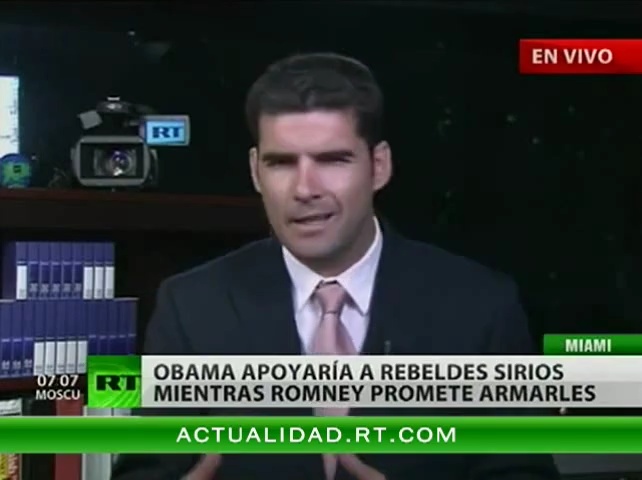 EN VIVO
RT
MIAMI
07:07
MOSCU
RT
OBAMA APOYARÍA A REBELDES SIRIOS
MIENTRAS ROMNEY PROMETE ARMARLES
ACTUALIDAD.RT.COM